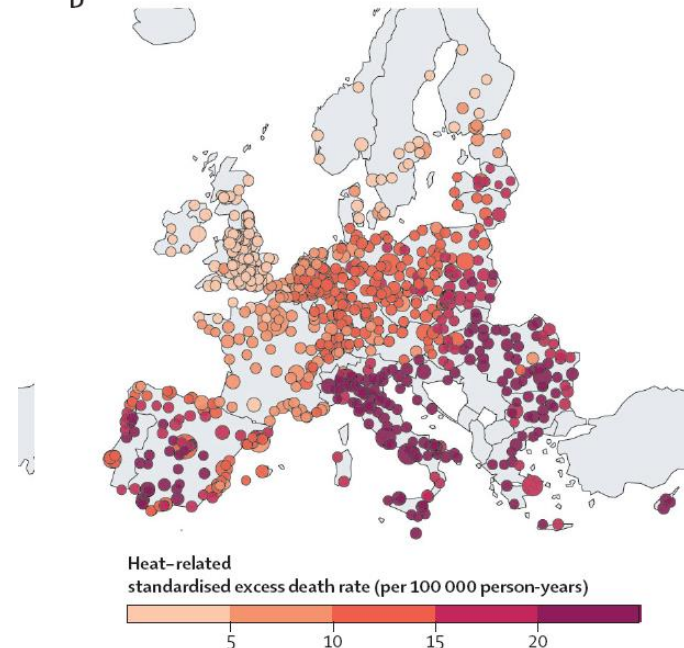 D
Heat-related
standardised excess death rate (per 100 000 person-years)
5 10 15 20